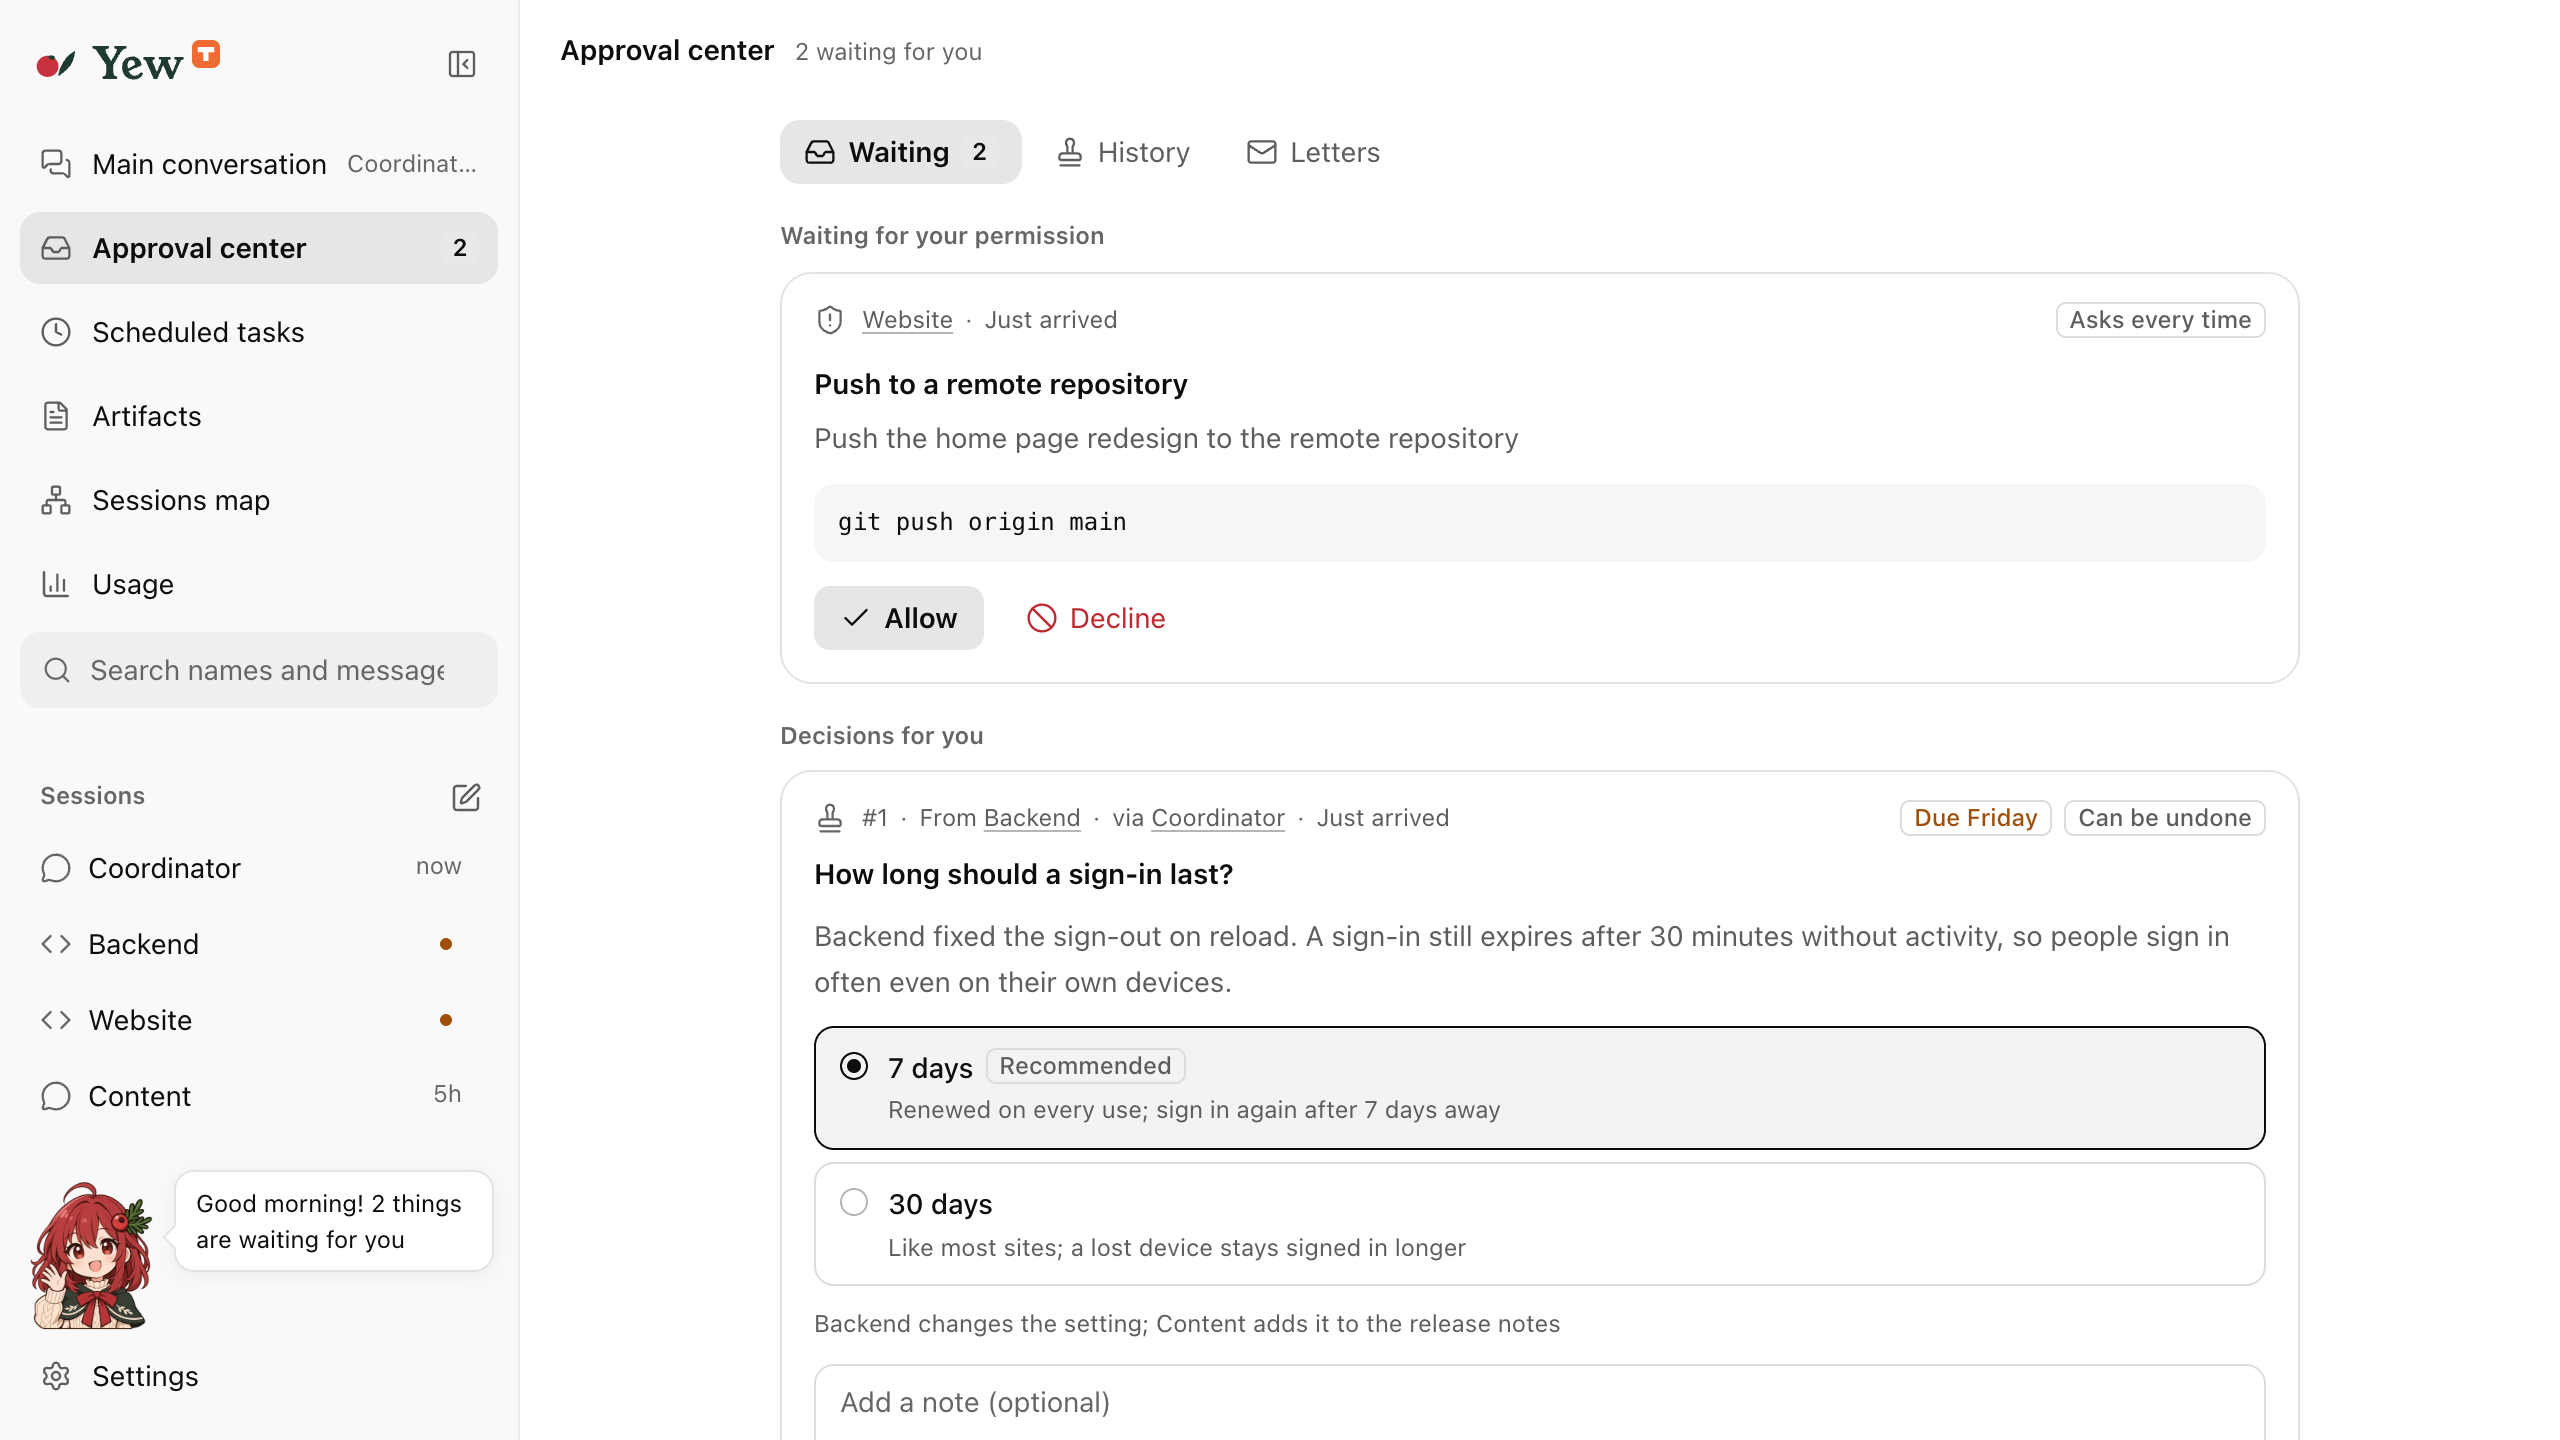 Yew T
Main conversation Coordinat...
Approval center 2
Scheduled tasks
Artifacts
Sessions map
Usage
Search names and message
Sessions
Coordinator now
Backend
Website
Content 5h
Good morning! 2 things
are waiting for you
Settings
Approval center 2 waiting for you
Waiting 2 History Letters
Waiting for your permission
Website · Just arrived Asks every time
Push to a remote repository
Push the home page redesign to the remote repository
git push origin main
Allow Decline
Decisions for you
#1 · From Backend · via Coordinator · Just arrived Due Friday Can be undone
How long should a sign-in last?
Backend fixed the sign-out on reload. A sign-in still expires after 30 minutes without activity, so people sign in
often even on their own devices.
7 days Recommended
Renewed on every use; sign in again after 7 days away
30 days
Like most sites; a lost device stays signed in longer
Backend changes the setting; Content adds it to the release notes
Add a note (optional)